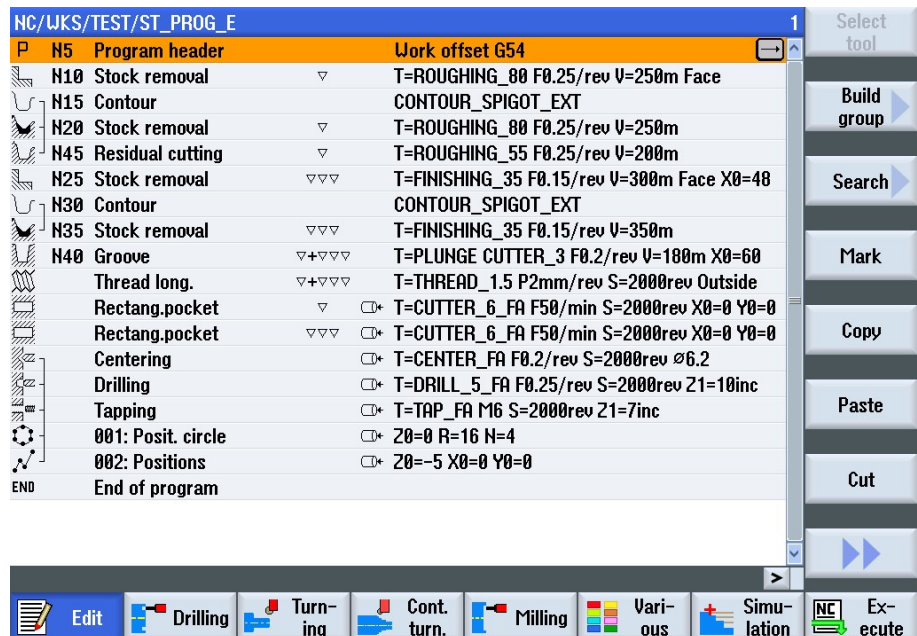 NC/WKS/TEST/ST_PROG_E 1
P N5 Program header Work offset G54
N10 Stock removal ▽ T=ROUGHING_80 F0.25/rev V=250m Face
N15 Contour CONTOUR_SPIGOT_EXT
N20 Stock removal ▽ T=ROUGHING_80 F0.25/rev V=250m
N45 Residual cutting ▽ T=ROUGHING_55 F0.25/rev V=200m
N25 Stock removal ▽▽▽ T=FINISHING_35 F0.15/rev V=300m Face X0=48
N30 Contour CONTOUR_SPIGOT_EXT
N35 Stock removal ▽▽▽ T=FINISHING_35 F0.15/rev V=350m
N40 Groove ▽+▽▽▽ T=PLUNGE CUTTER_3 F0.2/rev V=180m X0=60
Thread long. ▽+▽▽▽ T=THREAD_1.5 P2mm/rev S=2000rev Outside
Rectang.pocket ▽ T=CUTTER_6_FA F50/min S=2000rev X0=0 Y0=0
Rectang.pocket ▽▽▽ T=CUTTER_6_FA F50/min S=2000rev X0=0 Y0=0
Centering T=CENTER_FA F0.2/rev S=2000rev ø6.2
Drilling T=DRILL_5_FA F0.25/rev S=2000rev Z1=10inc
Tapping T=TAP_FA M6 S=2000rev Z1=7inc
001: Posit. circle Z0=0 R=16 N=4
002: Positions Z0=-5 X0=0 Y0=0
END End of program
Select
tool
Build
group
Search
Mark
Copy
Paste
Cut
Edit
Drilling
Turn-
ing
Cont.
turn.
Milling
Vari-
ous
Simu-
lation
NC
Ex-
ecute